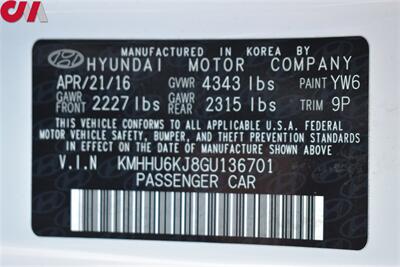 CIA
MANUFACTURED IN KOREA BY
HYUNDAI MOTOR COMPANY
APR/21/16 GVWR 4343 lbs PAINT YW6
GAWR FRONT 2227 lbs GAWR REAR 2315 lbs TRIM 9P
THIS VEHICLE CONFORMS TO ALL APPLICABLE U.S.A. FEDERAL
MOTOR VEHICLE SAFETY, BUMPER, AND THEFT PREVENTION STANDARDS
IN EFFECT ON THE DATE OF MANUFACTURE SHOWN ABOVE.
V.I.N KMHHU6KJ8GU136701
PASSENGER CAR